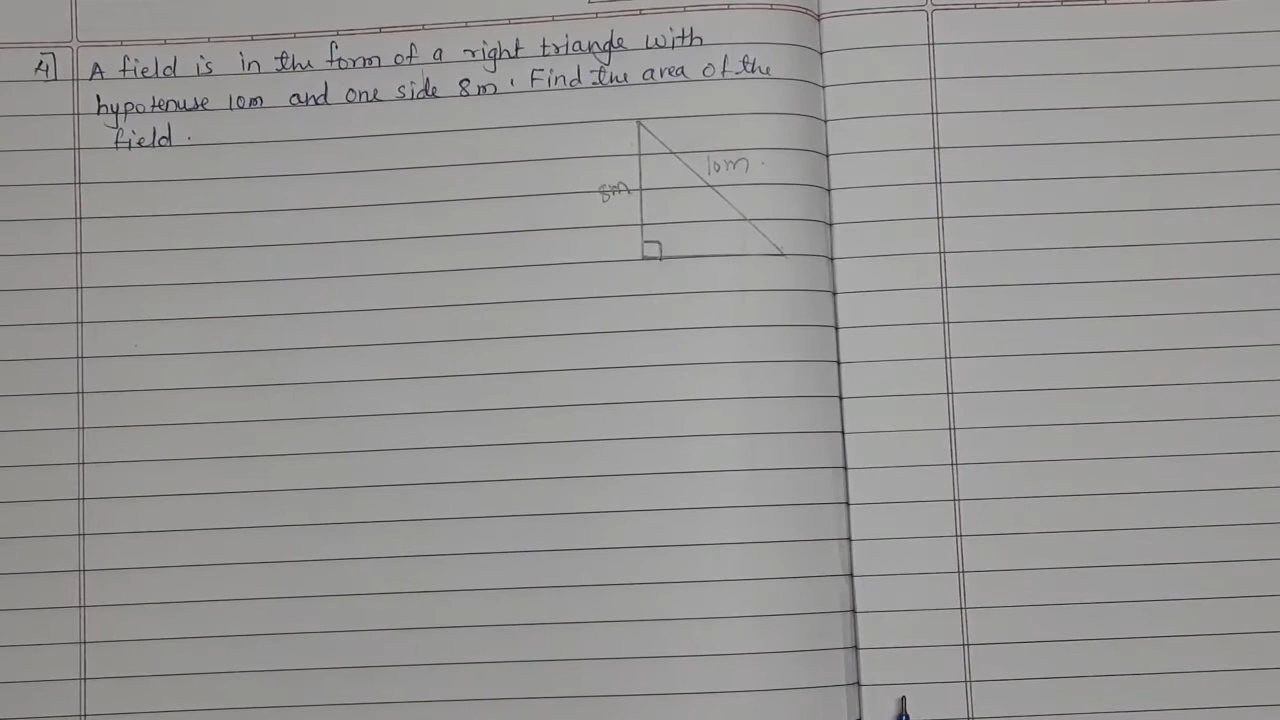 4] A field is in the form of a right triangle with
hypotenuse 10m and one side 8m. Find the area of the
field.
10m.
8m